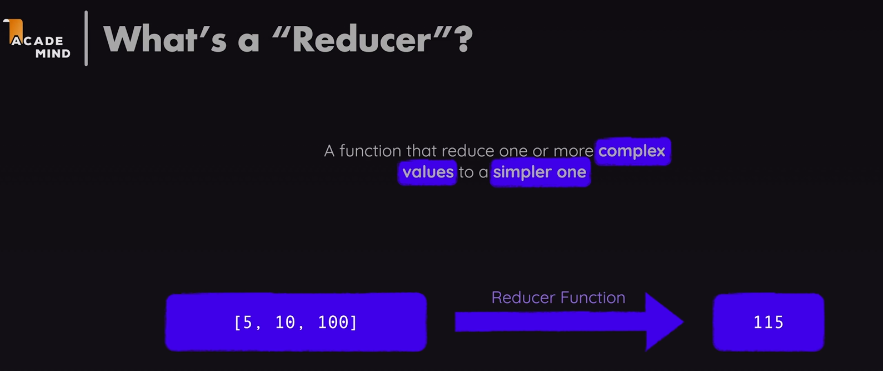 ACADE
MIND
What's a "Reducer"?
A function that reduce one or more complex
values to a simpler one
Reducer Function
[5, 10, 100]
115